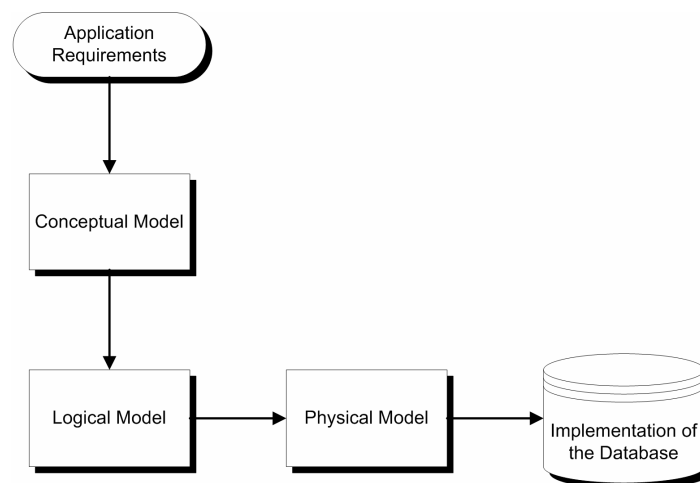 Application
Requirements
Conceptual Model
Logical Model
Physical Model
Implementation of
the Database